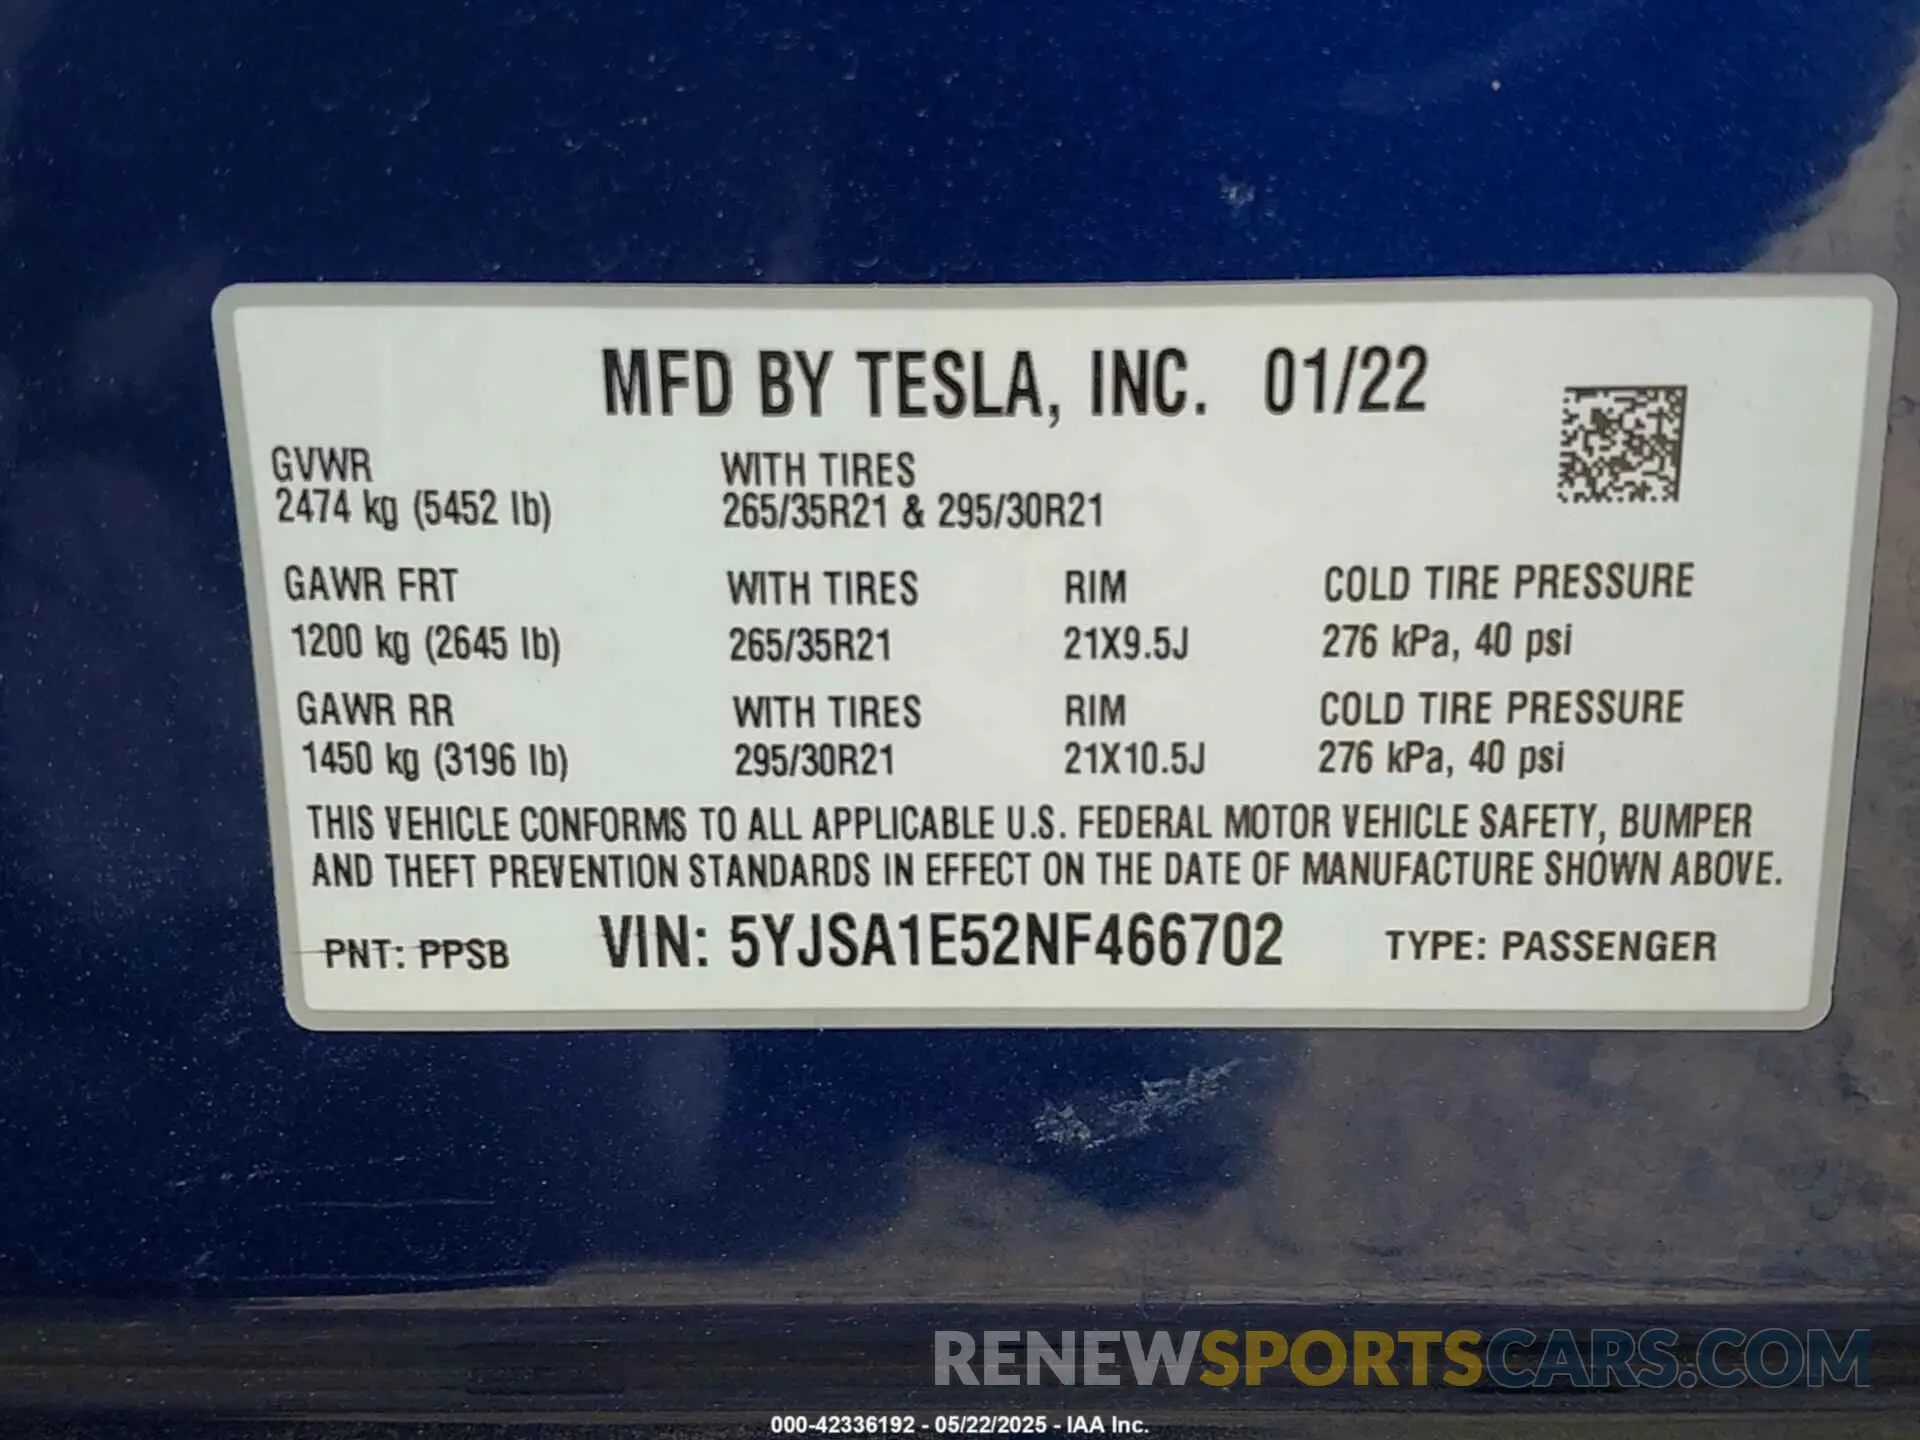 MFD BY TESLA, INC. 01/22
GVWR WITH TIRES
2474 kg (5452 lb) 265/35R21 & 295/30R21
GAWR FRT WITH TIRES RIM COLD TIRE PRESSURE
1200 kg (2645 lb) 265/35R21 21X9.5J 276 kPa, 40 psi
GAWR RR WITH TIRES RIM COLD TIRE PRESSURE
1450 kg (3196 lb) 295/30R21 21X10.5J 276 kPa, 40 psi
THIS VEHICLE CONFORMS TO ALL APPLICABLE U.S. FEDERAL MOTOR VEHICLE SAFETY, BUMPER
AND THEFT PREVENTION STANDARDS IN EFFECT ON THE DATE OF MANUFACTURE SHOWN ABOVE.
PNT: PPSB VIN: 5YJSA1E52NF466702 TYPE: PASSENGER
RENEWSPORTSCARS.COM
000-42336192 - 05/22/2025 - IAA Inc.